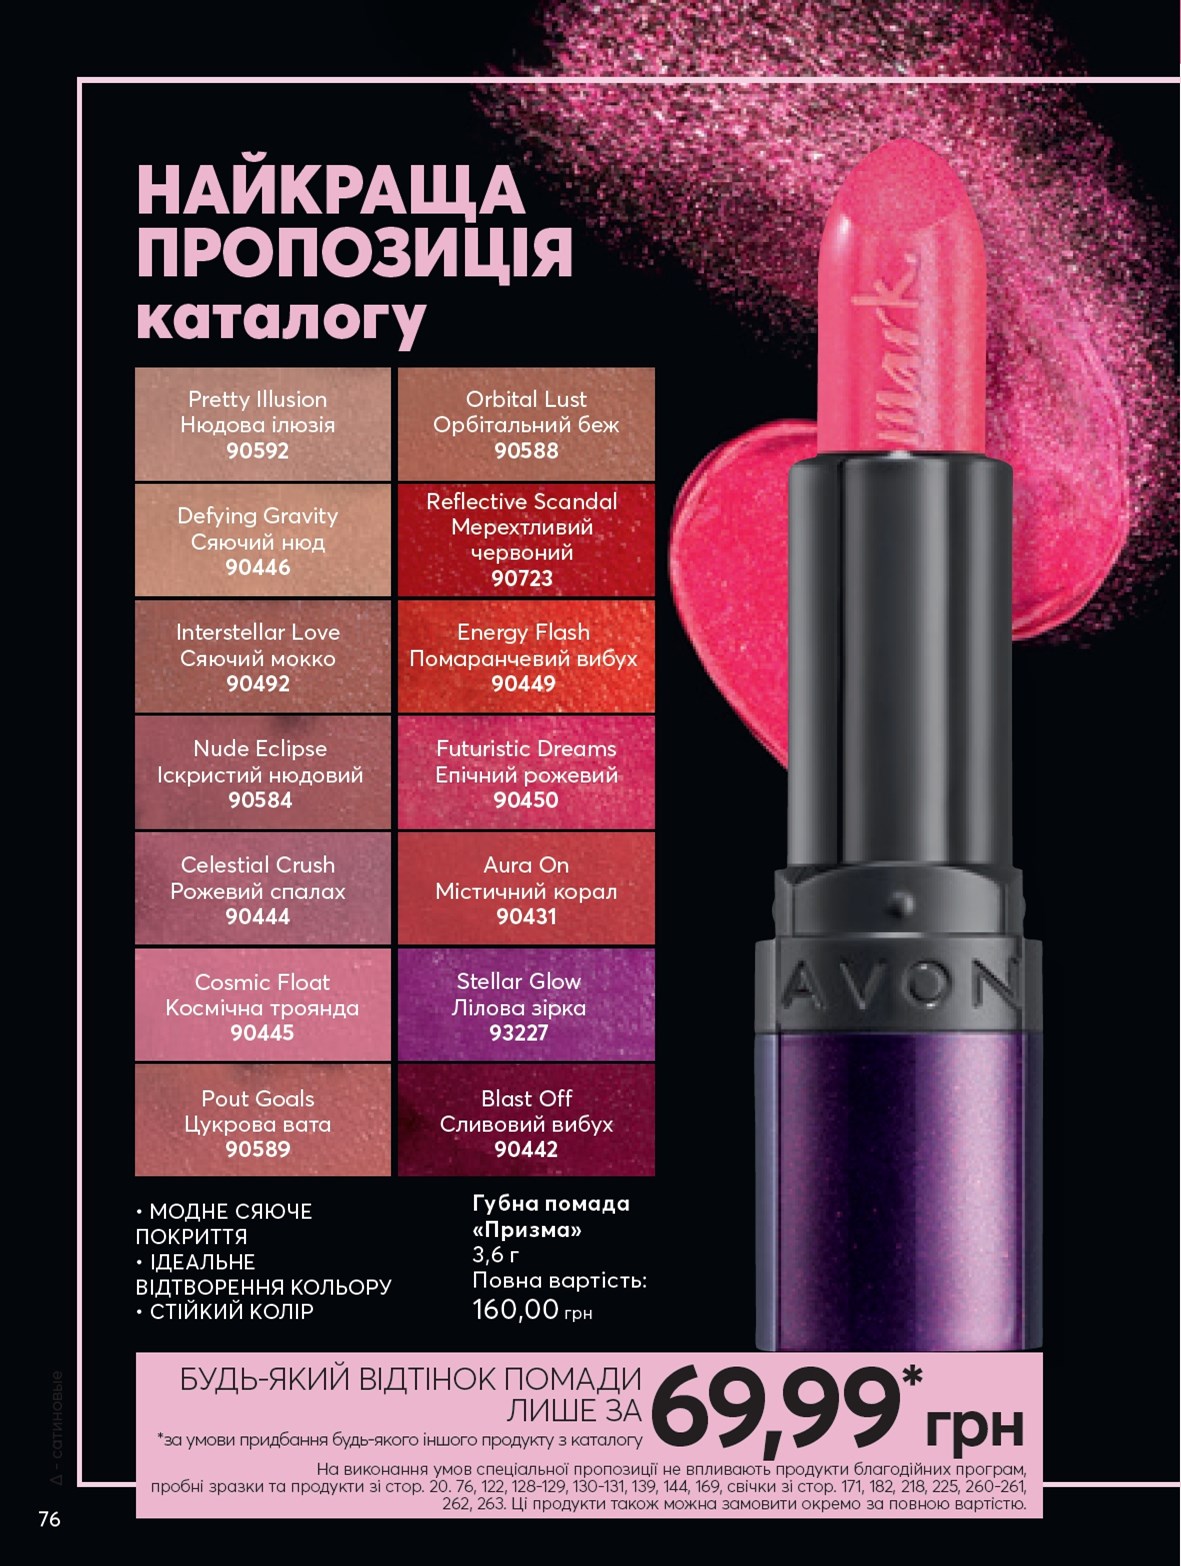 НАЙКРАЩА
ПРОПОЗИЦІЯ
каталогу
Pretty Illusion
Нюдова ілюзія
90592
Orbital Lust
Орбітальний беж
90588
Defying Gravity
Сяючий нюд
90446
Reflective Scandal
Мерехтливий
червоний
90723
Interstellar Love
Сяючий мокко
90492
Energy Flash
Помаранчевий вибух
90449
Nude Eclipse
Іскристий нюдовий
90584
Futuristic Dreams
Епічний рожевий
90450
Celestial Crush
Рожевий спалах
90444
Aura On
Містичний корал
90431
Cosmic Float
Космічна троянда
90445
Stellar Glow
Лілова зірка
93227
Pout Goals
Цукрова вата
90589
Blast Off
Сливовий вибух
90442
mark.
AVON
• МОДНЕ СЯЮЧЕ
ПОКРИТТЯ
• ІДЕАЛЬНЕ
ВІДТВОРЕННЯ КОЛЬОРУ
• СТІЙКИЙ КОЛІР
Губна помада
«Призма»
3,6 г
Повна вартість:
160,00 грн
БУДЬ-ЯКИЙ ВІДТІНОК ПОМАДИ
ЛИШЕ ЗА
69,99* грн
*за умови придбання будь-якого іншого продукту з каталогу
На виконання умов спеціальної пропозиції не впливають продукти благодійних програм,
пробні зразки та продукти зі стор. 20. 76, 122, 128-129, 130-131, 139, 144, 169, свічки зі стор. 171, 182, 218, 225, 260-261,
262, 263. Ці продукти також можна замовити окремо за повною вартістю.
Δ - сатиновые
76